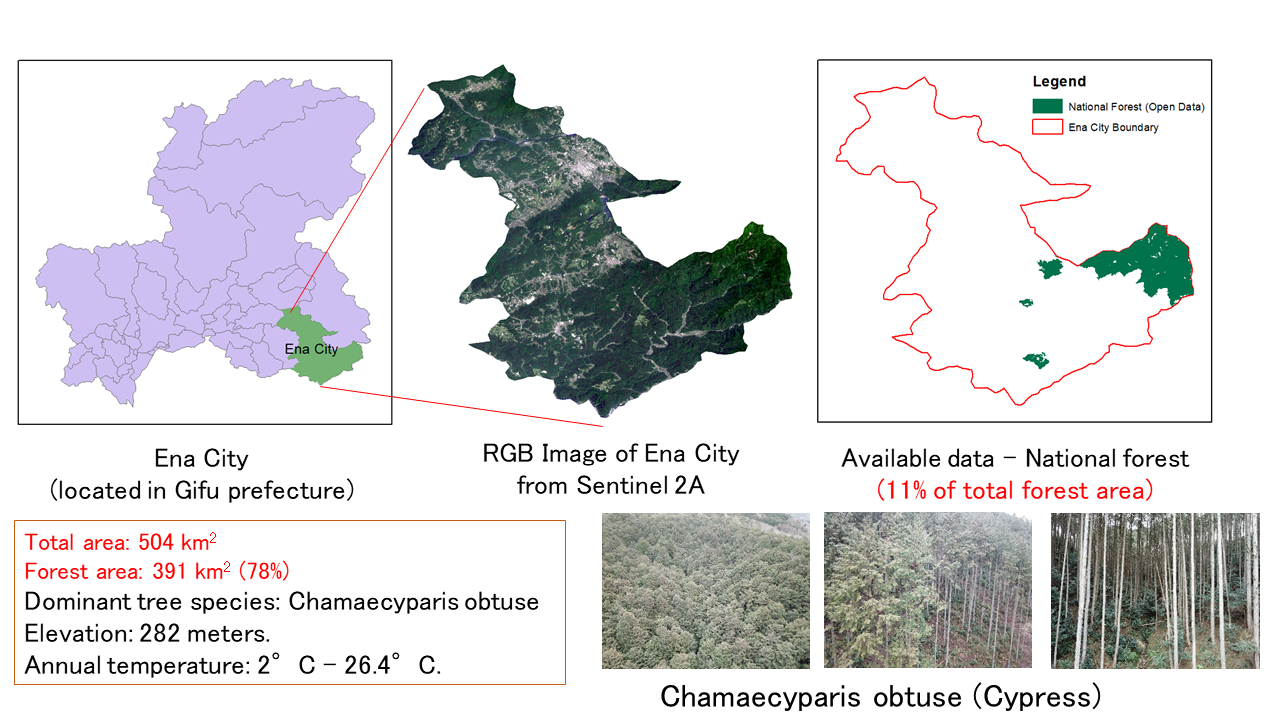 Ena City
Legend
National Forest (Open Data)
Ena City Boundary
Ena City
(located in Gifu prefecture)
RGB Image of Ena City
from Sentinel 2A
Available data – National forest
(11% of total forest area)
Total area: 504 km²
Forest area: 391 km² (78%)
Dominant tree species: Chamaecyparis obtuse
Elevation: 282 meters.
Annual temperature: 2° C – 26.4° C.
Chamaecyparis obtuse (Cypress)